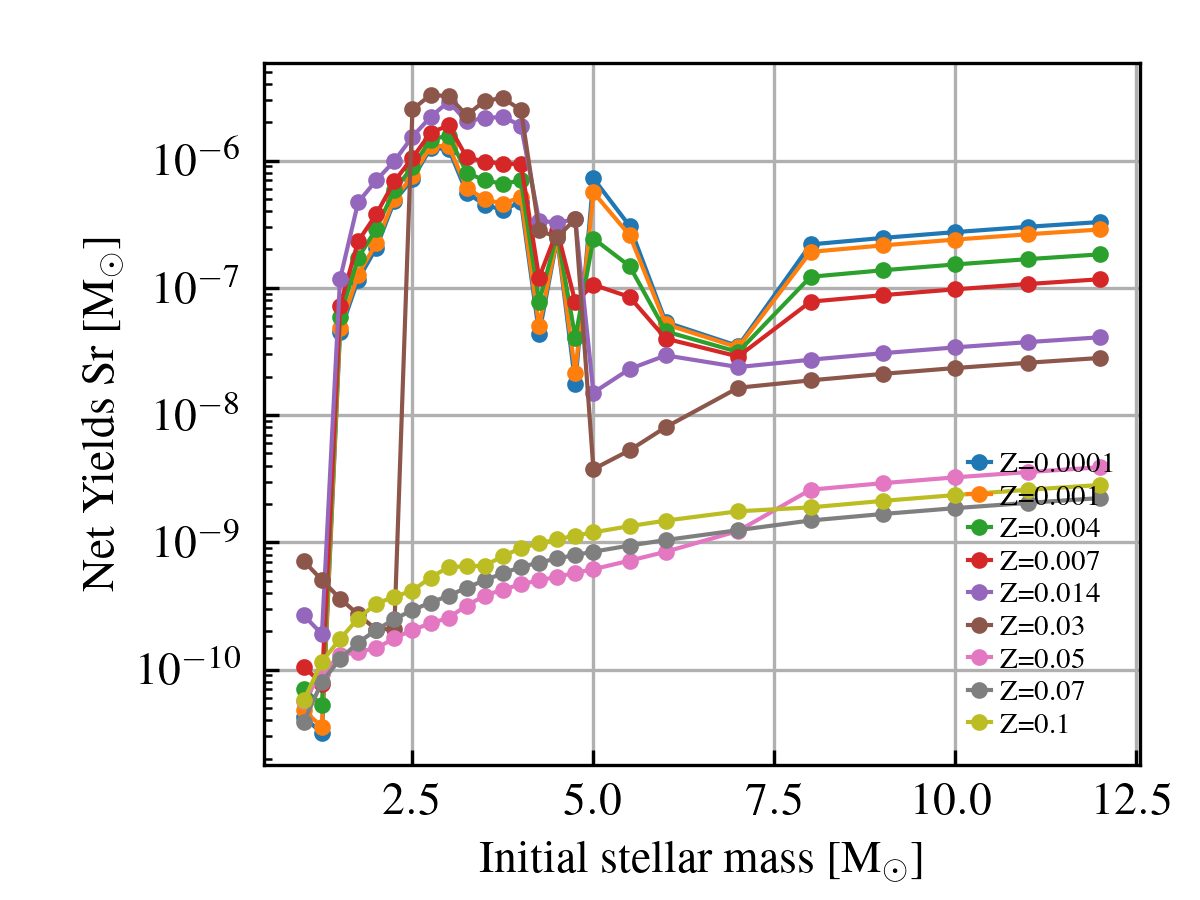 Net Yields Sr [M⊙]
10⁻⁶
10⁻⁷
10⁻⁸
10⁻⁹
10⁻¹⁰
Z=0.0001
Z=0.001
Z=0.004
Z=0.007
Z=0.014
Z=0.03
Z=0.05
Z=0.07
Z=0.1
2.5 5.0 7.5 10.0 12.5
Initial stellar mass [M⊙]